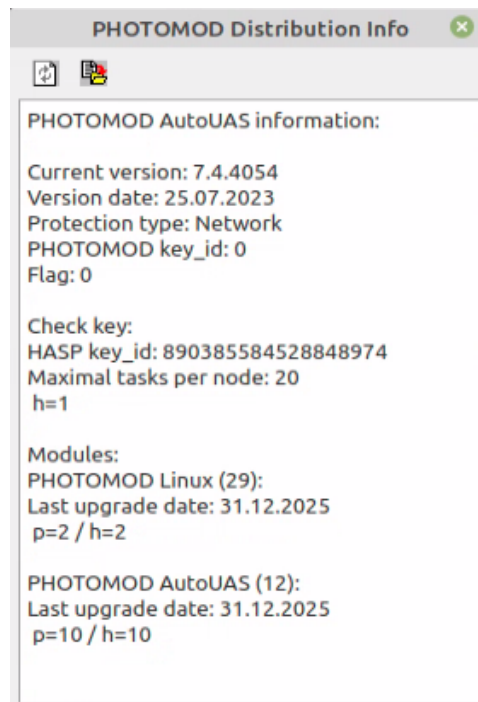 PHOTOMOD Distribution Info
PHOTOMOD AutoUAS information:
Current version: 7.4.4054
Version date: 25.07.2023
Protection type: Network
PHOTOMOD key_id: 0
Flag: 0
Check key:
HASP key_id: 890385584528848974
Maximal tasks per node: 20
h=1
Modules:
PHOTOMOD Linux (29):
Last upgrade date: 31.12.2025
p=2 / h=2
PHOTOMOD AutoUAS (12):
Last upgrade date: 31.12.2025
p=10 / h=10